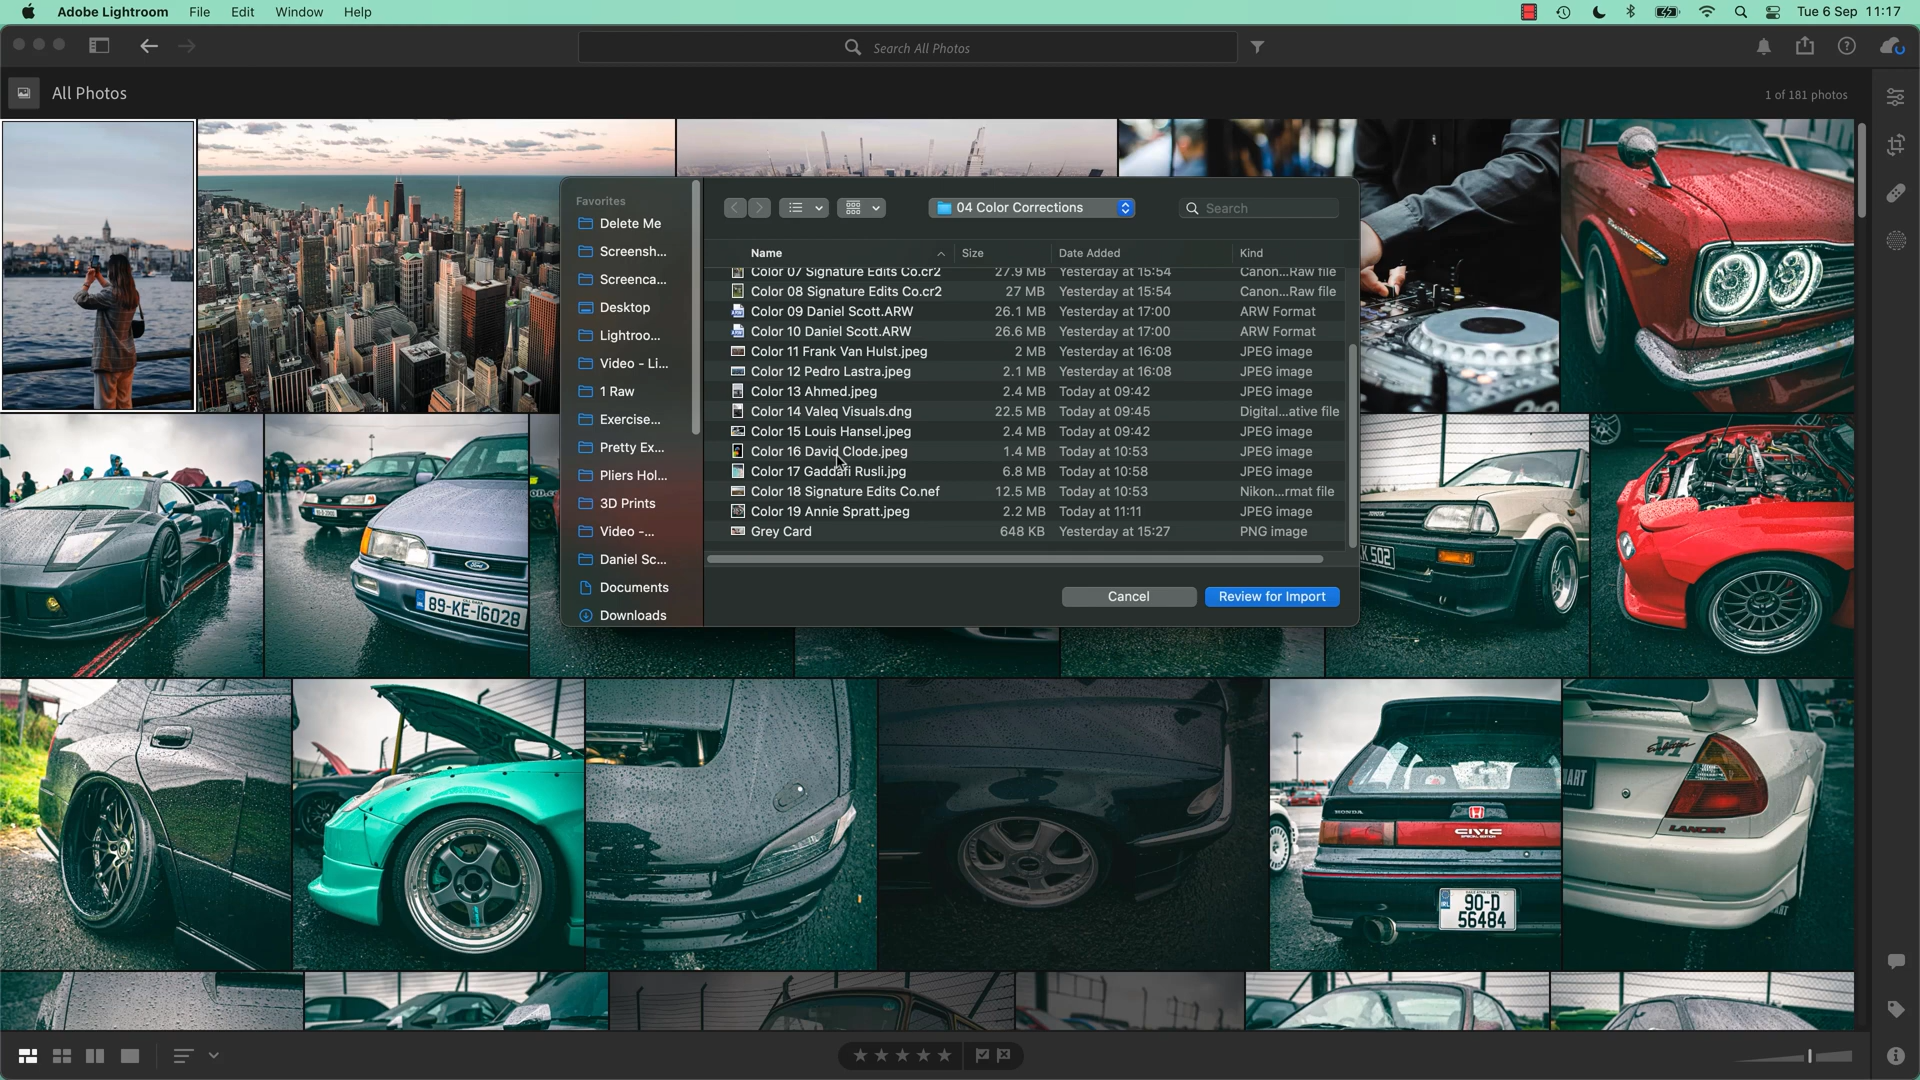 Adobe Lightroom File Edit Window Help Tue 6 Sep 11:17
Search All Photos
All Photos 1 of 181 photos
Favorites
Delete Me
Screensh...
Screenca...
Desktop
Lightroo...
Video - Li...
1 Raw
Exercise...
Pretty Ex...
Pliers Hol...
3D Prints
Video -...
Daniel Sc...
Documents
Downloads
04 Color Corrections Search
Name Size Date Added Kind
Color 07 Signature Edits Co.cr2 27.9 MB Yesterday at 15:54 Canon...Raw file
Color 08 Signature Edits Co.cr2 27 MB Yesterday at 15:54 Canon...Raw file
Color 09 Daniel Scott.ARW 26.1 MB Yesterday at 17:00 ARW Format
Color 10 Daniel Scott.ARW 26.6 MB Yesterday at 17:00 ARW Format
Color 11 Frank Van Hulst.jpeg 2 MB Yesterday at 16:08 JPEG image
Color 12 Pedro Lastra.jpeg 2.1 MB Yesterday at 16:08 JPEG image
Color 13 Ahmed.jpeg 2.4 MB Today at 09:42 JPEG image
Color 14 Valeq Visuals.dng 22.5 MB Today at 09:45 Digital...ative file
Color 15 Louis Hansel.jpeg 2.4 MB Today at 09:42 JPEG image
Color 16 David Clode.jpeg 1.4 MB Today at 10:53 JPEG image
Color 17 Gaddafi Rusli.jpg 6.8 MB Today at 10:58 JPEG image
Color 18 Signature Edits Co.nef 12.5 MB Today at 10:53 Nikon...rmat file
Color 19 Annie Spratt.jpeg 2.2 MB Today at 11:11 JPEG image
Grey Card 648 KB Yesterday at 15:27 PNG image
Cancel Review for Import
Ford
89-KE-16028
K 502
HONDA
CIVIC
90-D
56484
LANCER